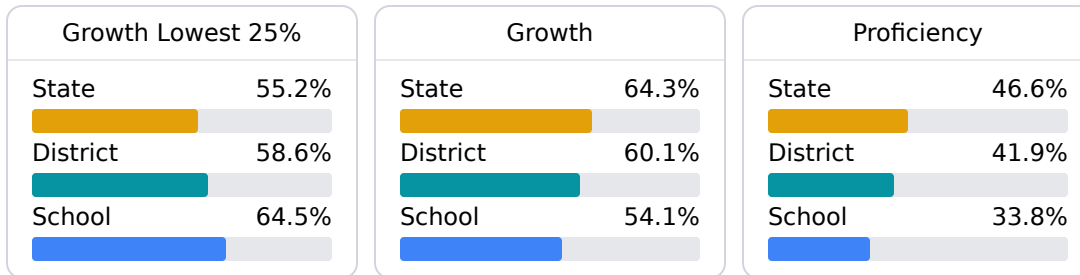 Growth Lowest 25%
State 55.2%
District 58.6%
School 64.5%
Growth
State 64.3%
District 60.1%
School 54.1%
Proficiency
State 46.6%
District 41.9%
School 33.8%